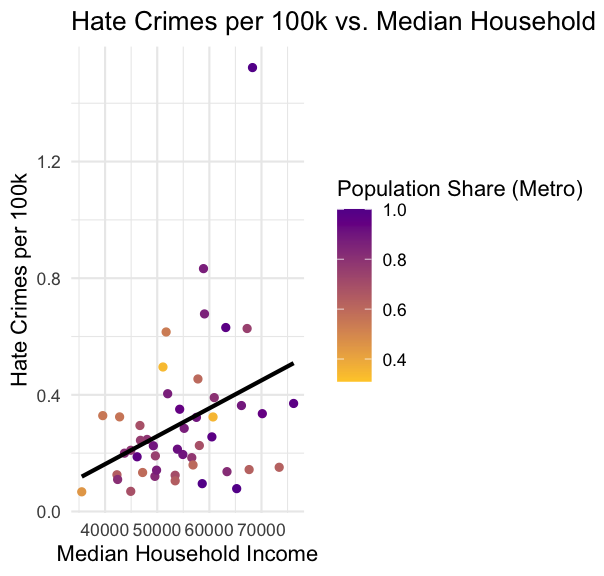 Hate Crimes per 100k vs. Median Household
Hate Crimes per 100k
1.2
0.8
0.4
0.0
40000 50000 60000 70000
Median Household Income
Population Share (Metro)
1.0
0.8
0.6
0.4